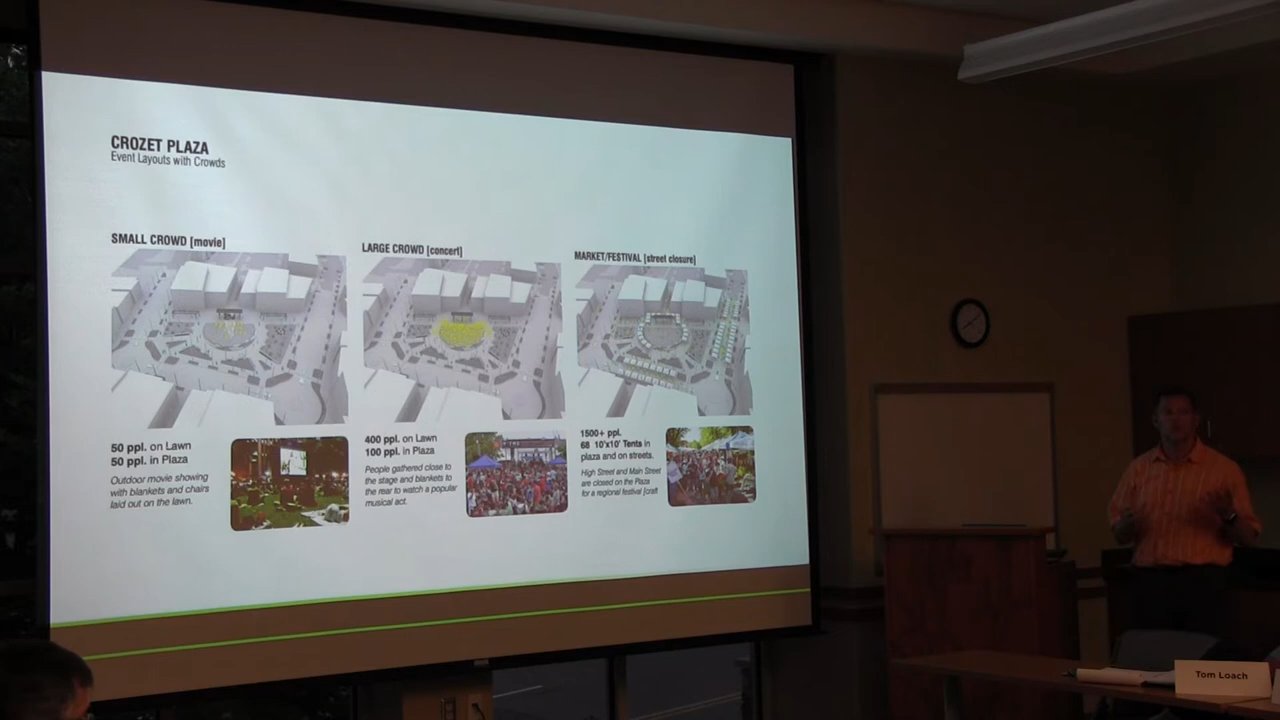 CROZET PLAZA
Event Layouts with Crowds
SMALL CROWD [movie]
50 ppl. on Lawn
50 ppl. in Plaza
Outdoor movie showing
with blankets and chairs
laid out on the lawn.
LARGE CROWD [concert]
400 ppl. on Lawn
100 ppl. in Plaza
People gathered close to
the stage and blankets to
the rear to watch a popular
musical act.
MARKET/FESTIVAL [street closure]
1500+ ppl.
68 10'x10' Tents in
plaza and on streets.
High Street and Main Street
are closed on the Plaza
for a regional festival [craft
Tom Loach